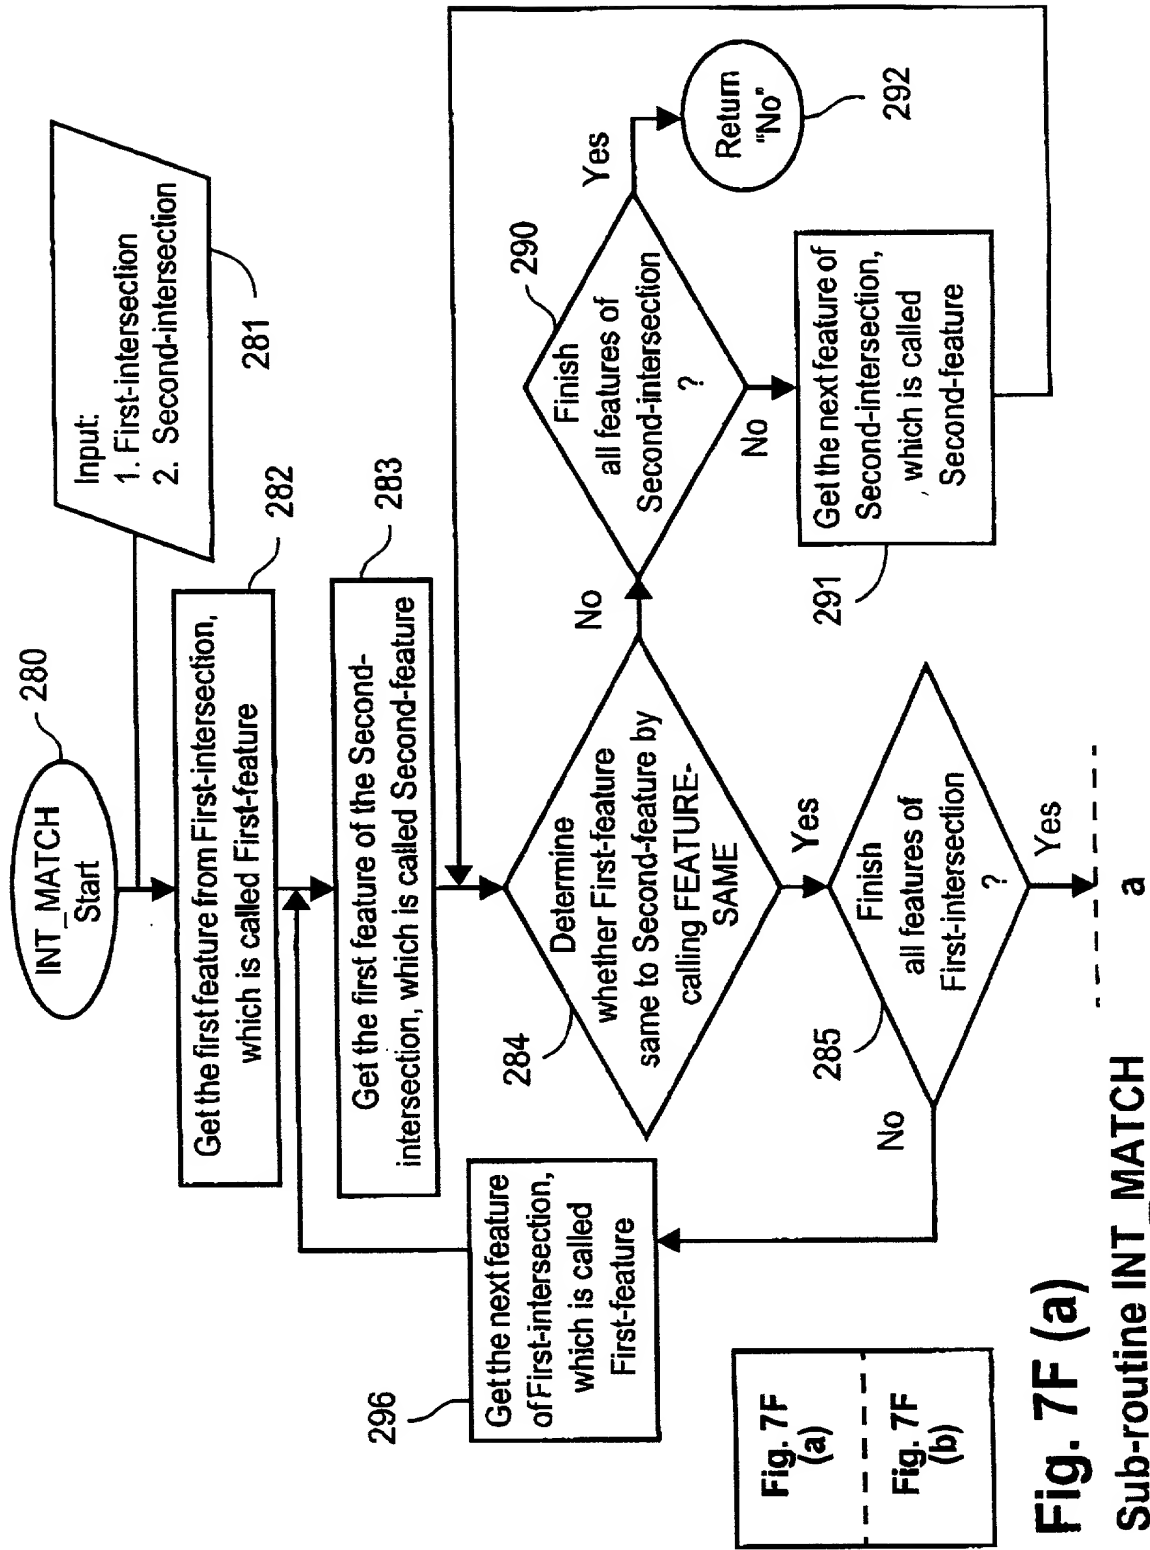 INT_MATCH
Start
280
Input:
1. First-intersection
2. Second-intersection
281
Get the first feature from First-intersection,
which is called First-feature
282
Get the first feature of the Second-
intersection, which is called Second-feature
283
Determine
whether First-feature
same to Second-feature by
calling FEATURE-
SAME
284
No
Yes
Finish
all features of
Second-intersection
?
290
Yes
Return
"No"
292
No
Get the next feature of
Second-intersection,
which is called
Second-feature
291
Finish
all features of
First-intersection
?
285
No
Yes
a
Get the next feature
of First-intersection,
which is called
First-feature
296
Fig. 7F
(a)
Fig. 7F
(b)
Fig. 7F (a)
Sub-routine INT_MATCH